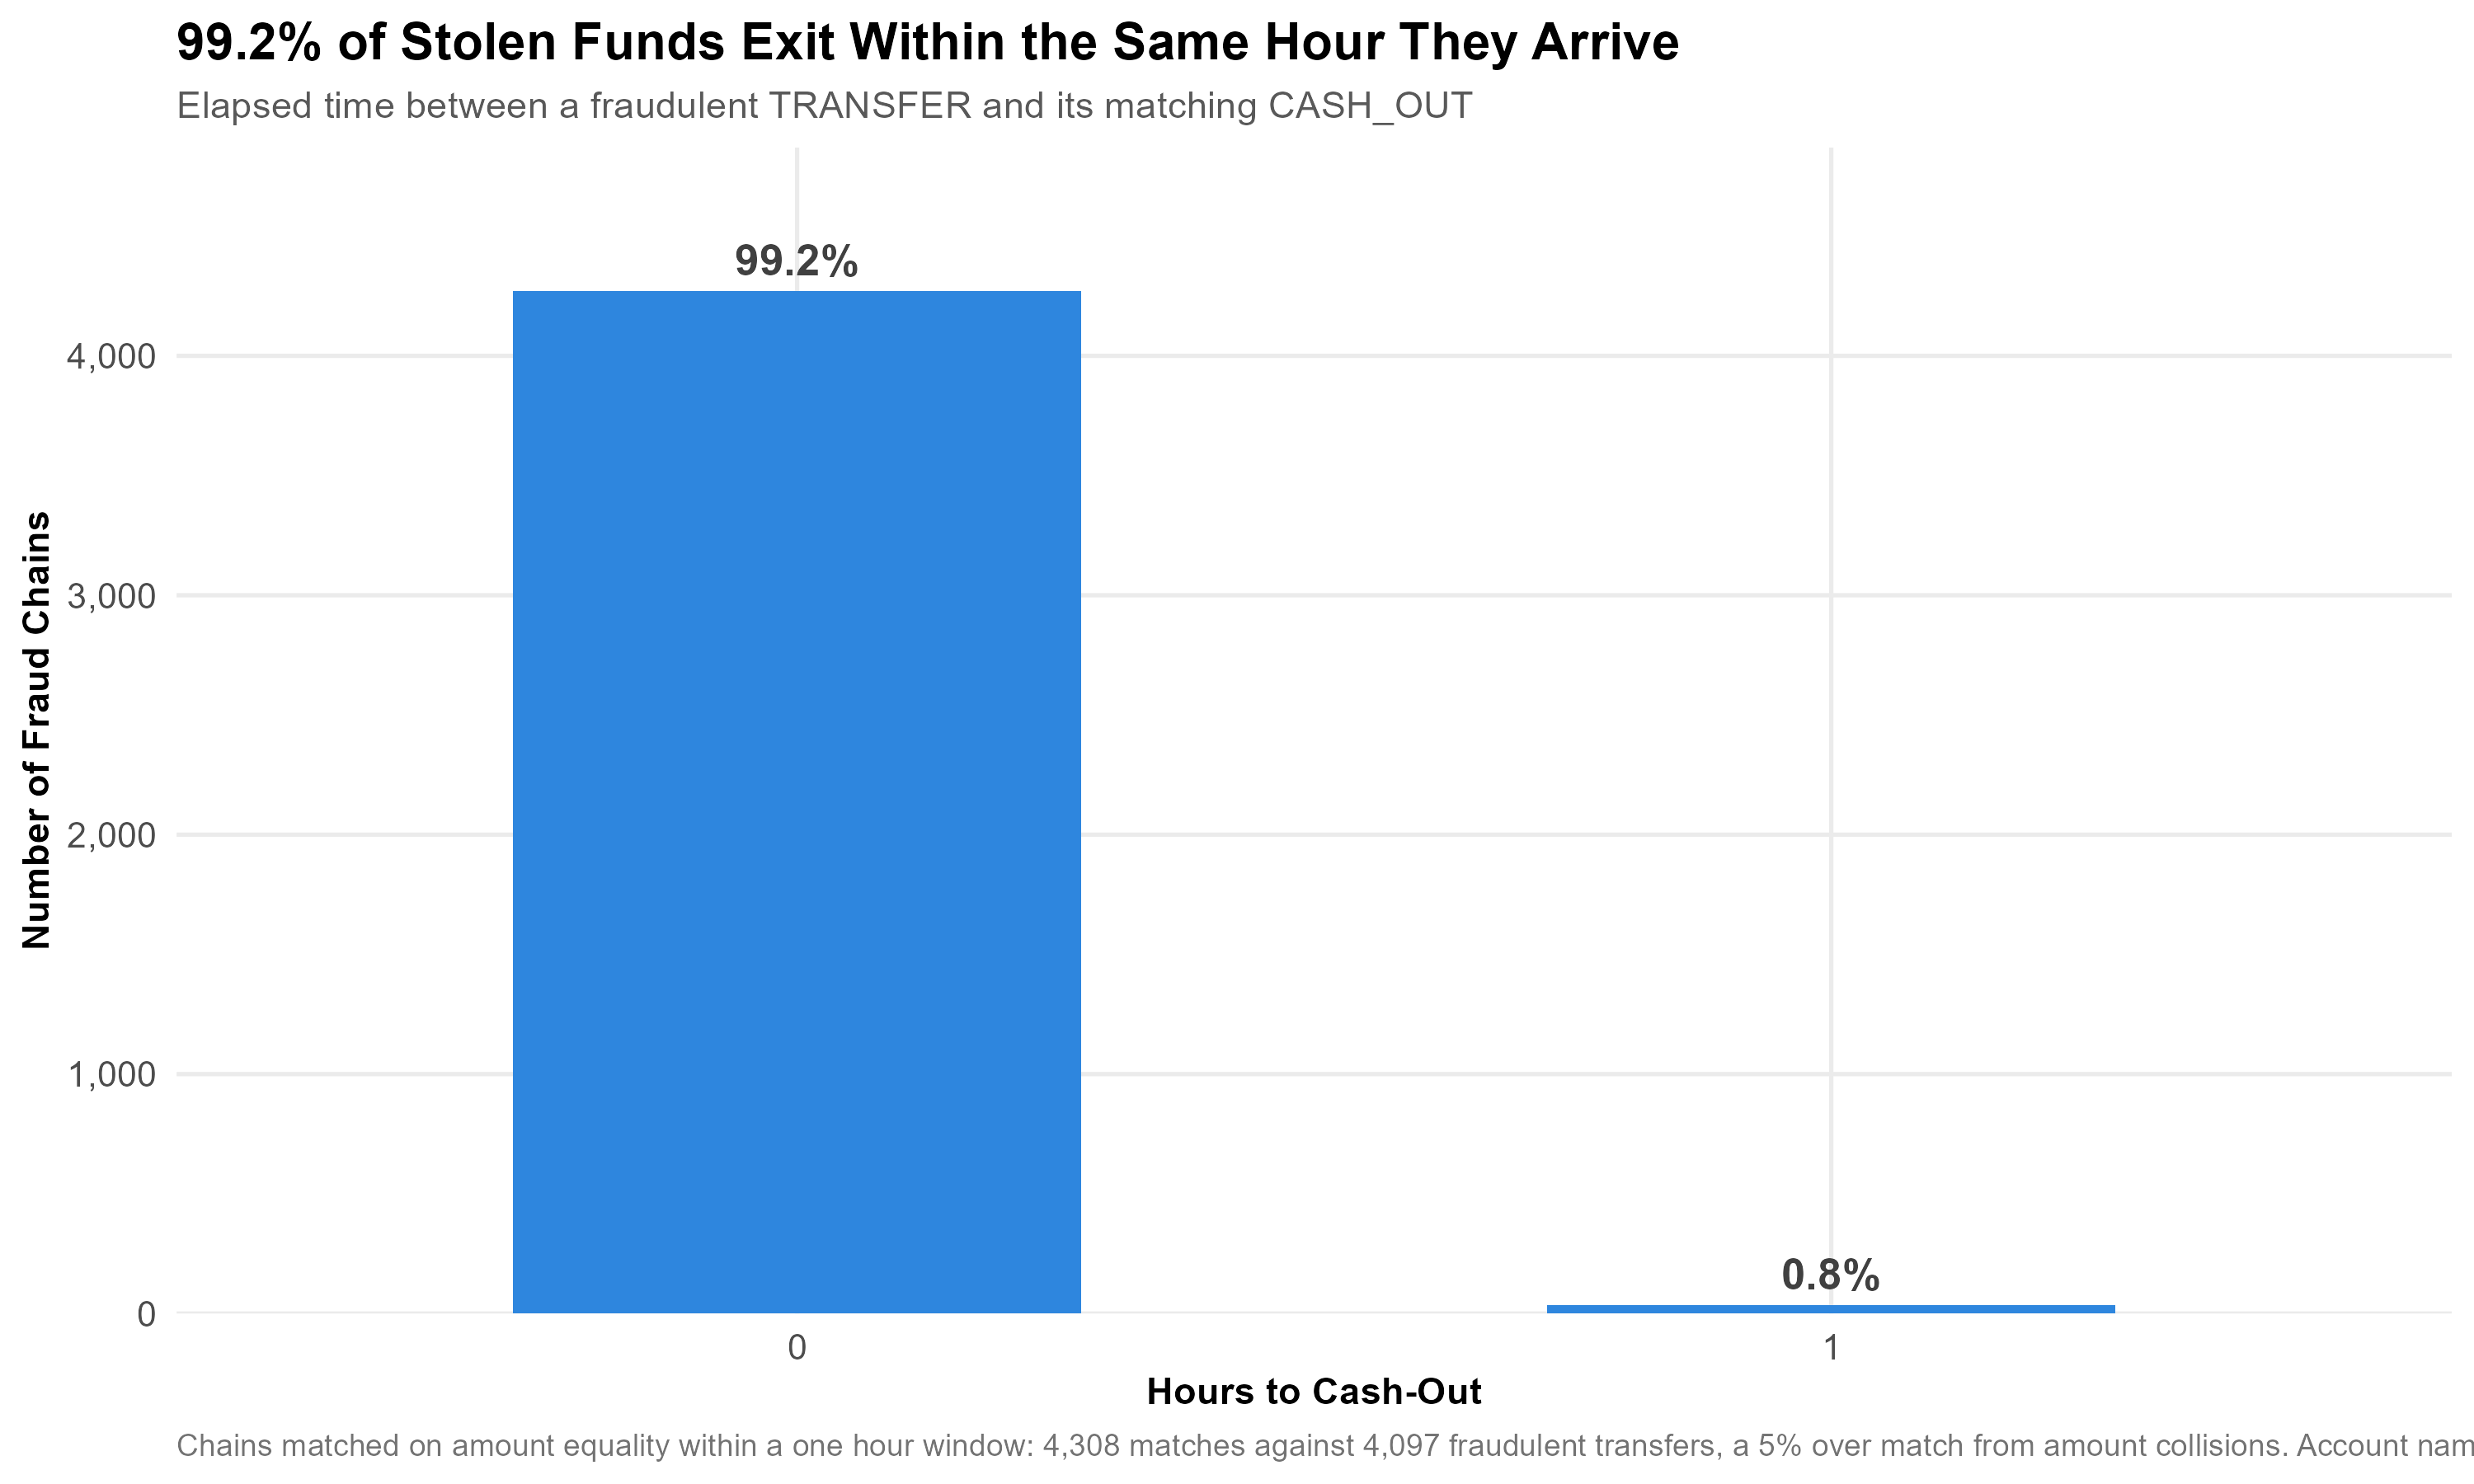 99.2% of Stolen Funds Exit Within the Same Hour They Arrive
Elapsed time between a fraudulent TRANSFER and its matching CASH_OUT
99.2%
4,000
3,000
2,000
1,000
0
Number of Fraud Chains
0.8%
0
1
Hours to Cash-Out
Chains matched on amount equality within a one hour window: 4,308 matches against 4,097 fraudulent transfers, a 5% over match from amount collisions. Account nam